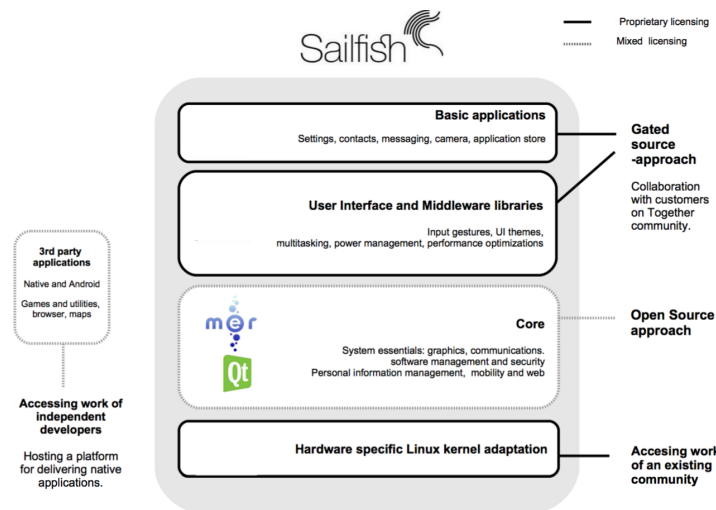 Sailfish
Proprietary licensing
Mixed licensing
Basic applications
Settings, contacts, messaging, camera, application store
Gated
source
-approach
Collaboration
with customers
on Together
community.
User Interface and Middleware libraries
Input gestures, UI themes,
multitasking, power management, performance optimizations
3rd party
applications
Native and Android
Games and utilities,
browser, maps
mer
Qt
Core
System essentials: graphics, communications.
software management and security
Personal information management, mobility and web
Open Source
approach
Accessing work of
independent
developers
Hosting a platform
for delivering native
applications.
Hardware specific Linux kernel adaptation
Accesing work
of an existing
community